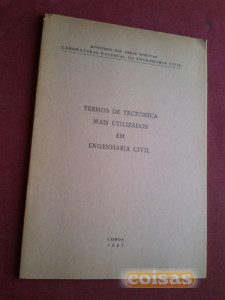 MINISTÉRIO DAS OBRAS PÚBLICAS
LABORATÓRIO NACIONAL DE ENGENHARIA CIVIL
TERMOS DE TECTÓNICA
MAIS UTILIZADOS
EM
ENGENHARIA CIVIL
LISBOA
1967
coisas